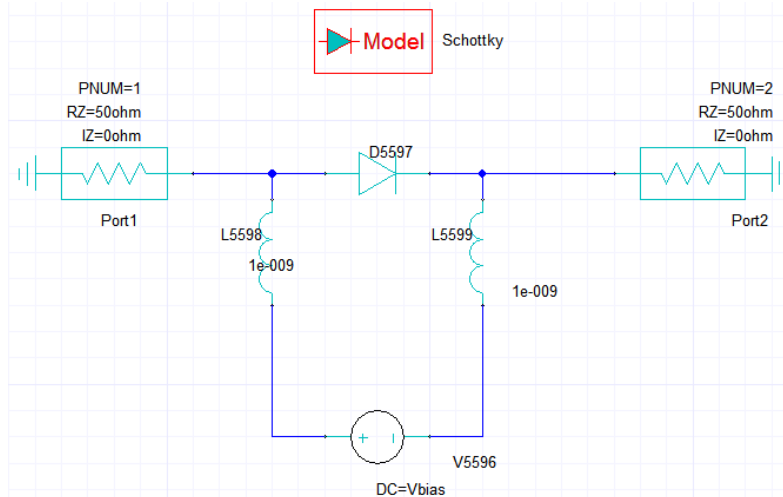 Model
Schottky
PNUM=1
RZ=50ohm
IZ=0ohm
PNUM=2
RZ=50ohm
IZ=0ohm
D5597
Port1
Port2
L5598
1e-009
L5599
1e-009
+
V5596
DC=Vbias